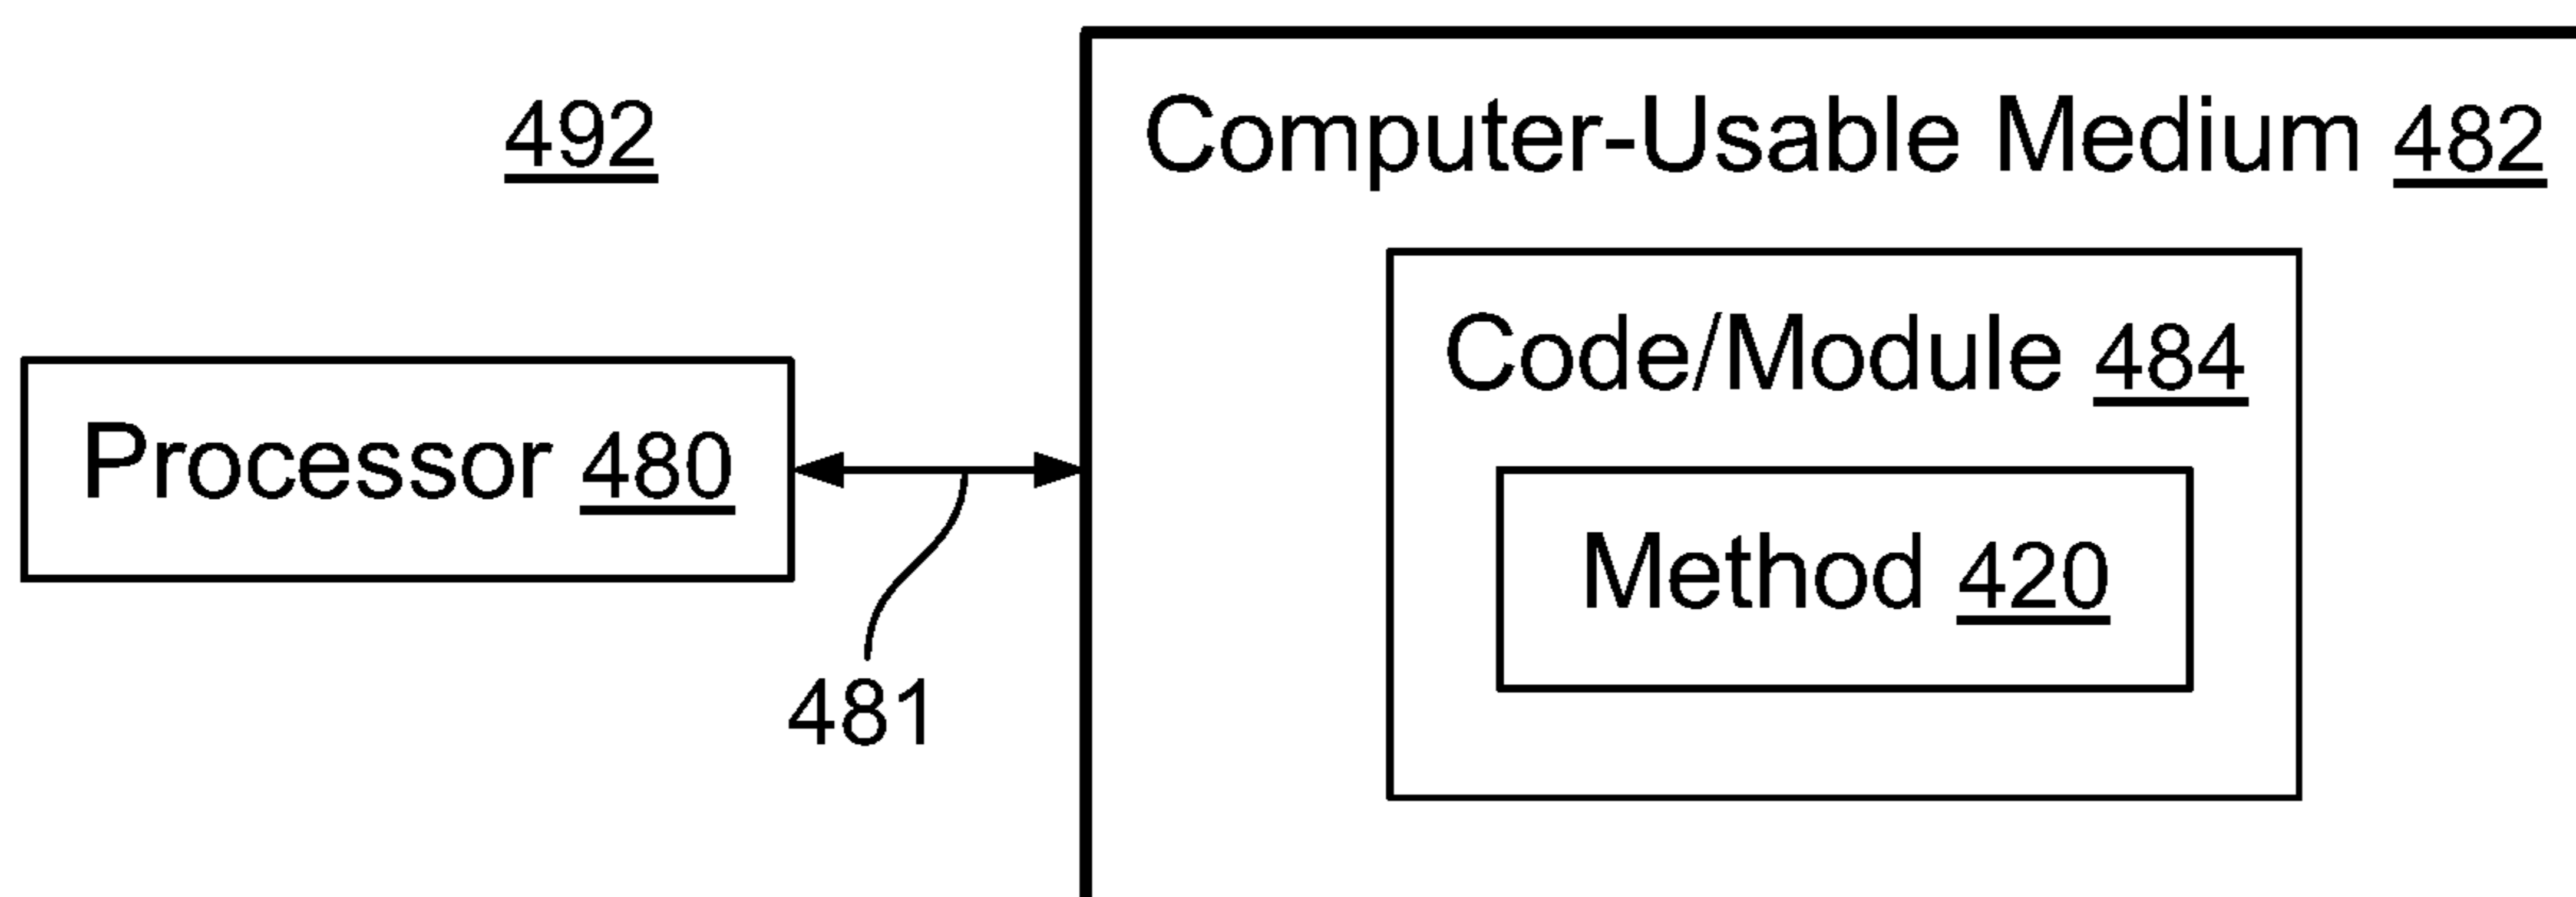 492
Computer-Usable Medium 482
Code/Module 484
Processor 480
Method 420
481